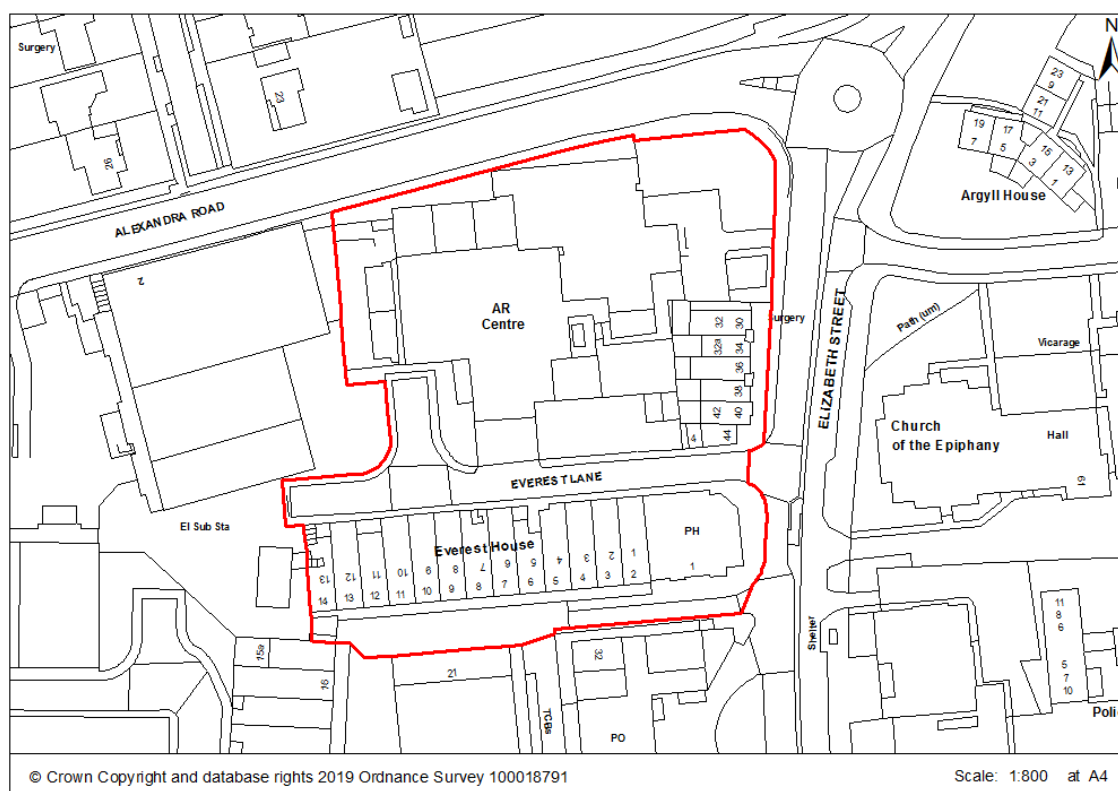 N
Surgery
23
26
ALEXANDRA ROAD
2
23
9
21
11
19
7
17
5
15
3
13
1
Argyll House
AR
Centre
Surgery
32
30
32a
34
36
38
42
40
4
44
ELIZABETH STREET
Path (um)
Vicarage
Church
of the Epiphany
Hall
19
EVEREST LANE
El Sub Sta
Everest House
PH
1
13
12
11
10
9
8
7
6
5
4
3
2
1
14
13
12
11
10
9
8
7
6
5
4
3
2
Shelter
11
8
6
5
7
10
Poli
15a
16
21
32
TCBs
PO
© Crown Copyright and database rights 2019 Ordnance Survey 100018791
Scale: 1:800 at A4